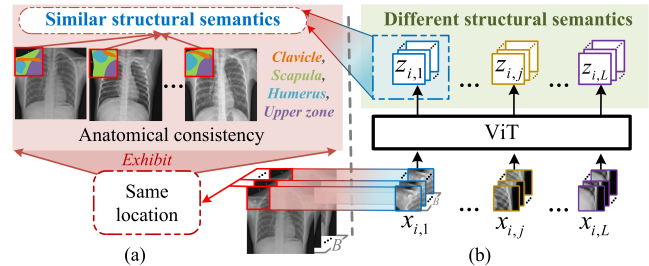 Similar structural semantics
Clavicle,
Scapula,
Humerus,
Upper zone
...
Anatomical consistency
Exhibit
Same
location
B
(a)
Different structural semantics
z_{i,1} ... z_{i,j} ... z_{i,L}
ViT
B
x_{i,1} ... x_{i,j} ... x_{i,L}
(b)